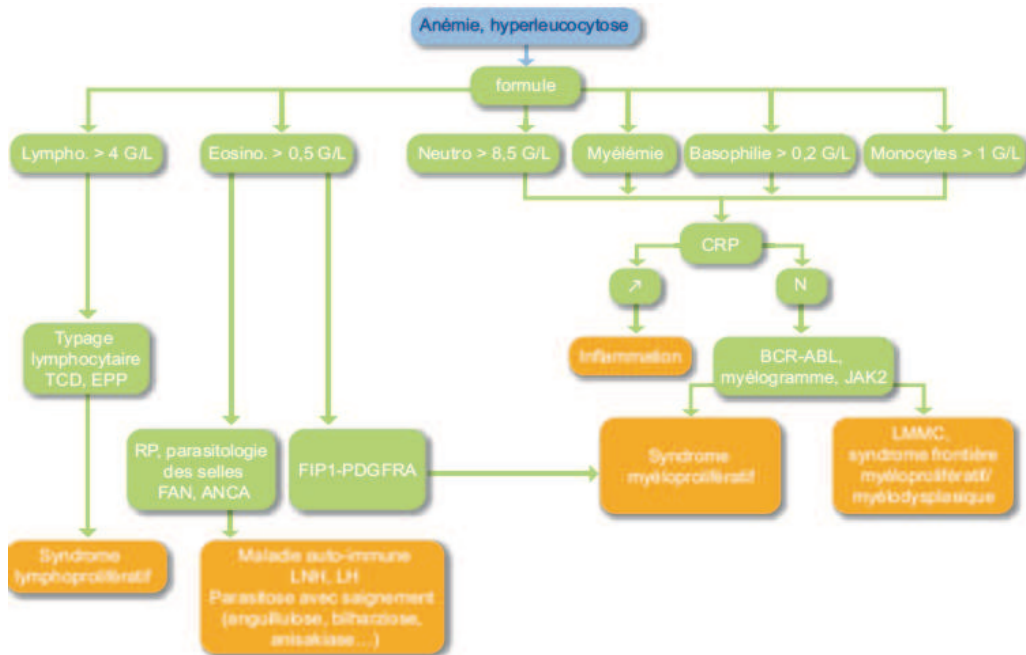 Anémie, hyperleucocytose
formule
Lympho. > 4 G/L
Eosino. > 0,5 G/L
Neutro > 8,5 G/L
Myélémie
Basophilie > 0,2 G/L
Monocytes > 1 G/L
CRP
↗
N
Typage
lymphocytaire
TCD, EPP
Inflammation
BCR-ABL,
myélogramme, JAK2
RP, parasitologie
des selles
FAN, ANCA
FIP1-PDGFRA
Syndrome
myéloprolifératif
LMMC,
syndrome frontière
myéloprolifératif/
myélodysplasique
Syndrome
lymphoprolifératif
Maladie auto-immune
LNH, LH
Parasitose avec saignement
(anguillulose, bilharziose,
anisakiase…)